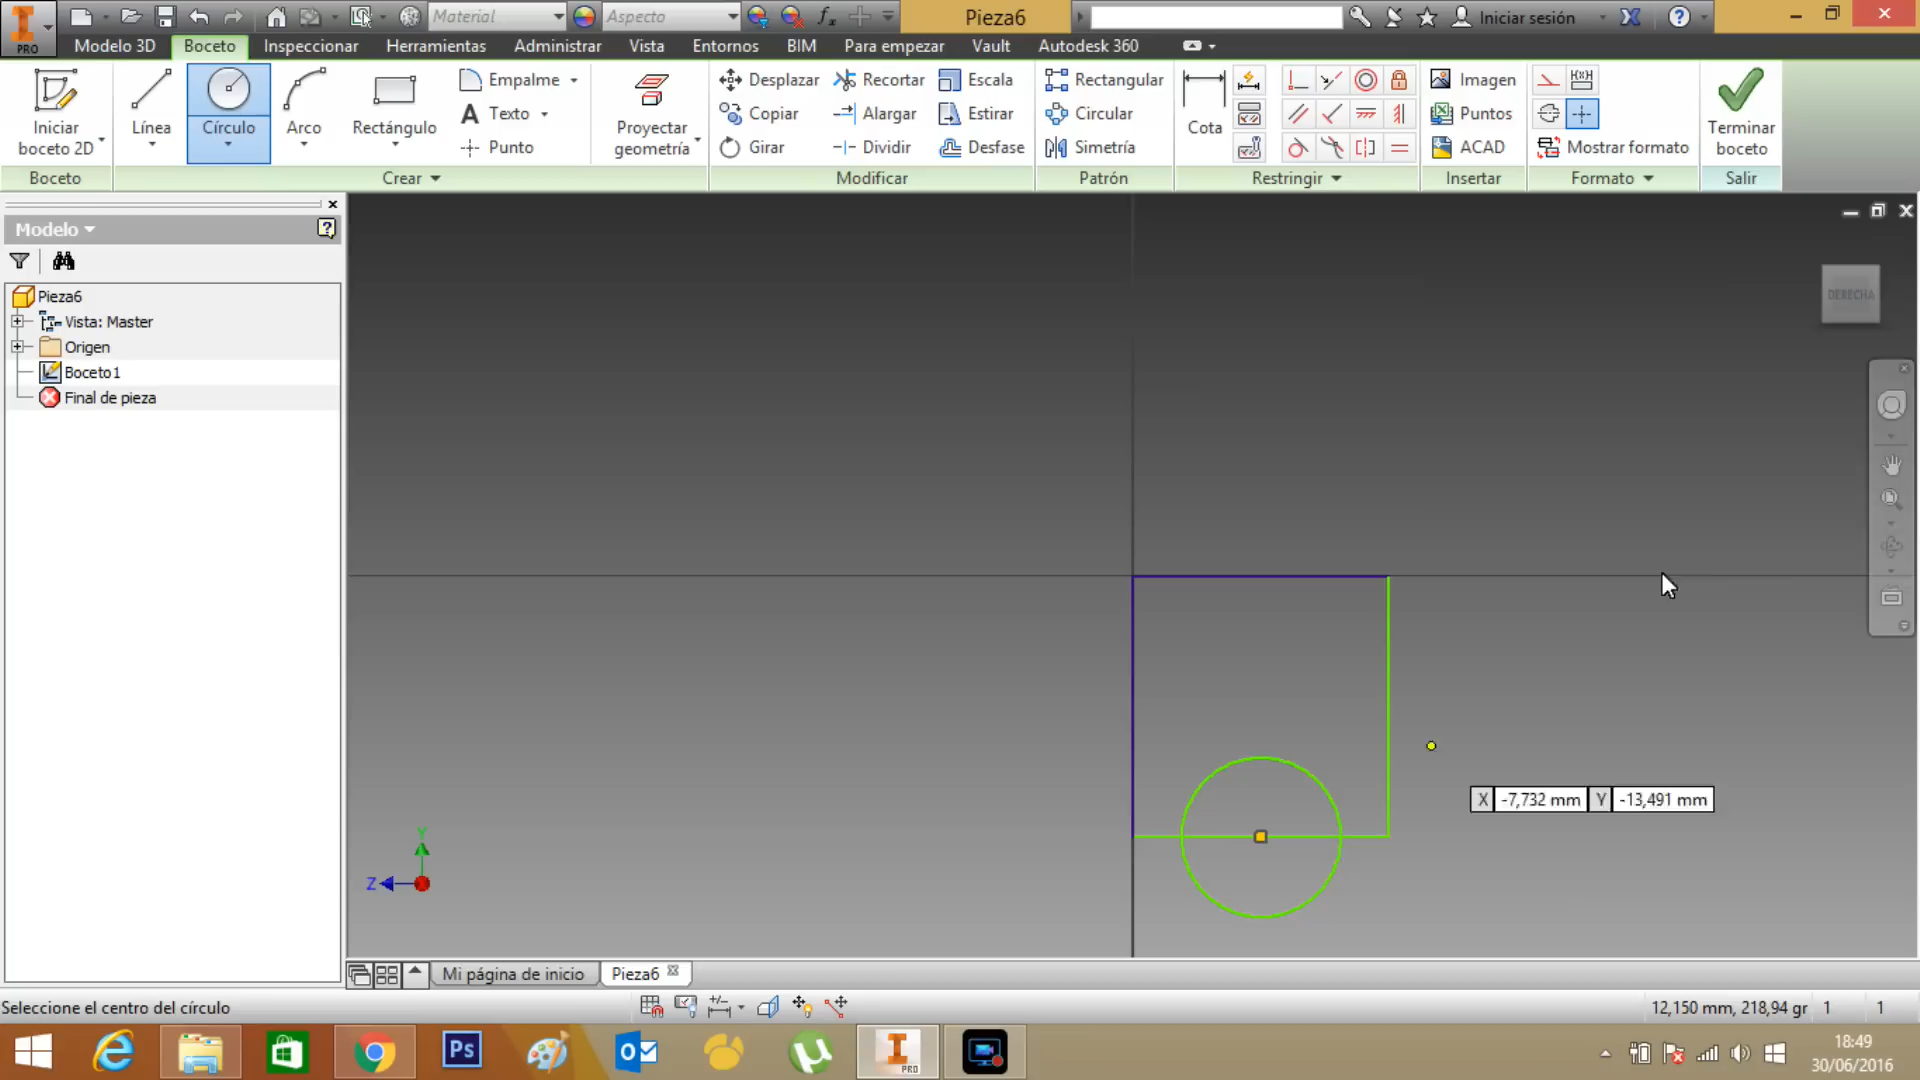 Material
Aspecto
Pieza6
Iniciar sesión
PRO
Modelo 3D
Boceto
Inspeccionar
Herramientas
Administrar
Vista
Entornos
BIM
Para empezar
Vault
Autodesk 360
Iniciar
boceto 2D
Línea
Círculo
Arco
Rectángulo
Empalme
Texto
Punto
Proyectar
geometría
Desplazar
Copiar
Girar
Recortar
Alargar
Dividir
Escala
Estirar
Desfase
Rectangular
Circular
Simetría
Cota
Imagen
Puntos
ACAD
Mostrar formato
Terminar
boceto
Boceto
Crear
Modificar
Patrón
Restringir
Insertar
Formato
Salir
Modelo
Pieza6
Vista: Master
Origen
Boceto1
Final de pieza
DERECHA
X -7,732 mm Y -13,491 mm
Y
Z
Mi página de inicio
Pieza6
Seleccione el centro del círculo
12,150 mm, 218,94 gr 1 1
Ps
PRO
18:49
30/06/2016